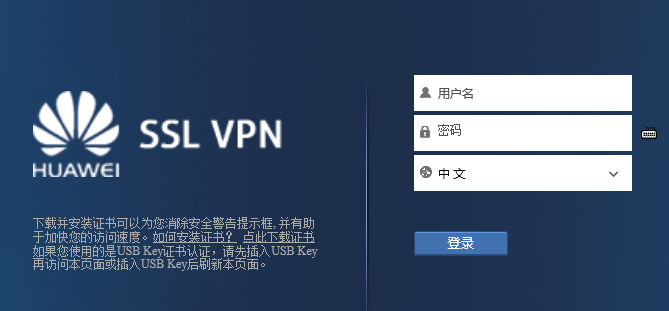 HUAWEI
SSL VPN
下载并安装证书可以为您消除安全警告提示框,并有助
于加快您的访问速度。如何安装证书？ 点此下载证书
如果您使用的是USB Key证书认证，请先插入USB Key
再访问本页面或插入USB Key后刷新本页面。
用户名
密码
中文
登录